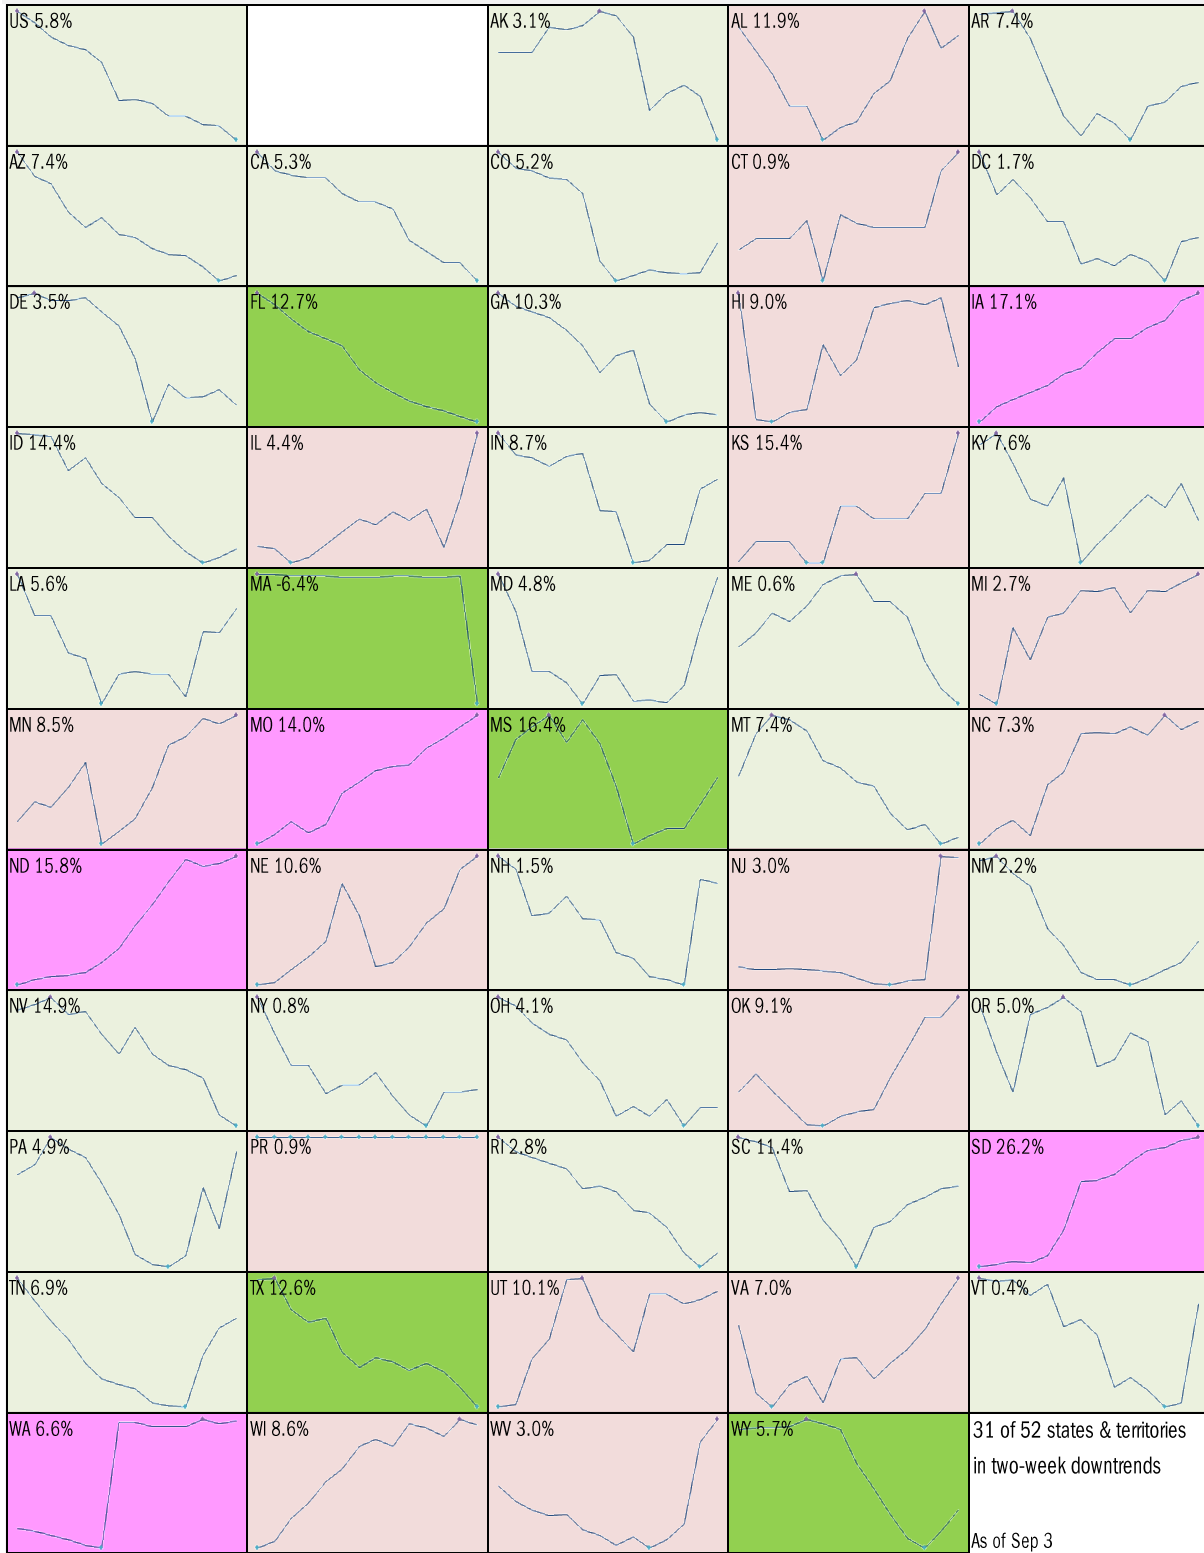 US 5.8%
AK 3.1%
AL 11.9%
AR 7.4%
AZ 7.4%
CA 5.3%
CO 5.2%
CT 0.9%
DC 1.7%
DE 3.5%
FL 12.7%
GA 10.3%
HI 9.0%
IA 17.1%
ID 14.4%
IL 4.4%
IN 8.7%
KS 15.4%
KY 7.6%
LA 5.6%
MA -6.4%
MD 4.8%
ME 0.6%
MI 2.7%
MN 8.5%
MO 14.0%
MS 16.4%
MT 7.4%
NC 7.3%
ND 15.8%
NE 10.6%
NH 1.5%
NJ 3.0%
NM 2.2%
NV 14.9%
NY 0.8%
OH 4.1%
OK 9.1%
OR 5.0%
PA 4.9%
PR 0.9%
RI 2.8%
SC 11.4%
SD 26.2%
TN 6.9%
TX 12.6%
UT 10.1%
VA 7.0%
VT 0.4%
WA 6.6%
WI 8.6%
WV 3.0%
WY 5.7%
31 of 52 states & territories
in two-week downtrends
As of Sep 3